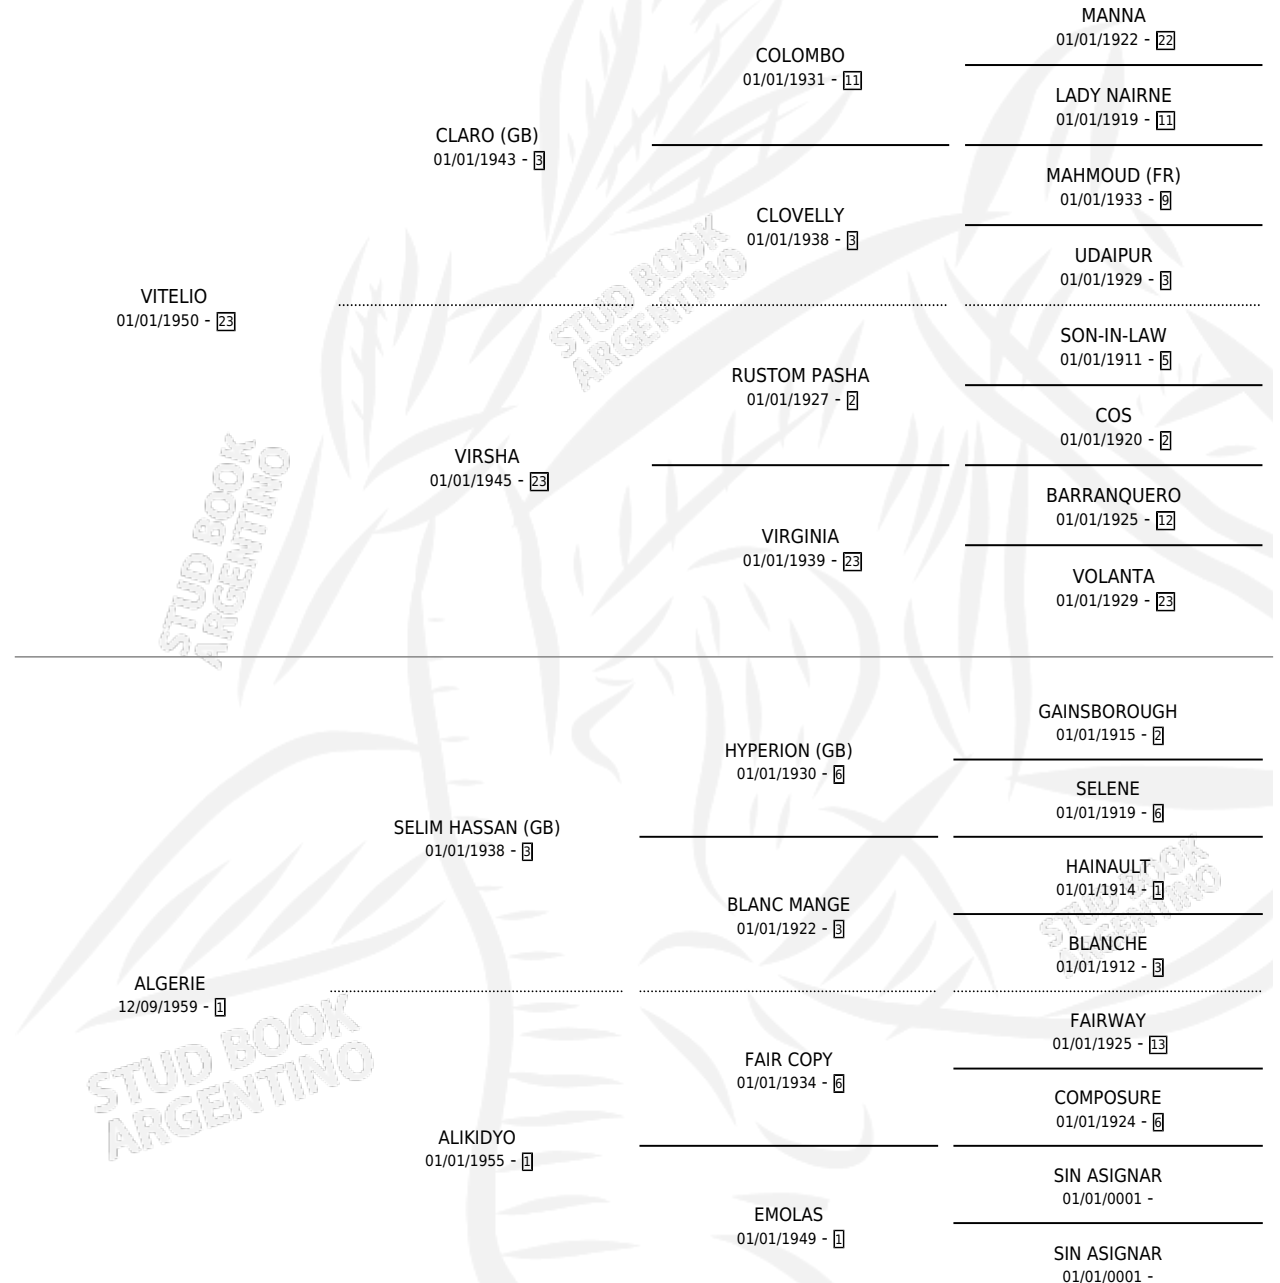 MANNA
01/01/1922 - 22
COLOMBO
01/01/1931 - 11
LADY NAIRNE
01/01/1919 - 11
CLARO (GB)
01/01/1943 - 3
MAHMOUD (FR)
01/01/1933 - 9
CLOVELLY
01/01/1938 - 3
UDAIPUR
01/01/1929 - 3
VITELIO
01/01/1950 - 23
SON-IN-LAW
01/01/1911 - 5
RUSTOM PASHA
01/01/1927 - 2
COS
01/01/1920 - 2
VIRSHA
01/01/1945 - 23
BARRANQUERO
01/01/1925 - 12
VIRGINIA
01/01/1939 - 23
VOLANTA
01/01/1929 - 23
STUD BOOK
ARGENTINO
STUD BOOK
ARGENTINO
GAINSBOROUGH
01/01/1915 - 2
HYPERION (GB)
01/01/1930 - 6
SELENE
01/01/1919 - 6
SELIM HASSAN (GB)
01/01/1938 - 3
HAINAULT
01/01/1914 - 1
BLANC MANGE
01/01/1922 - 3
BLANCHE
01/01/1912 - 3
ALGERIE
12/09/1959 - 1
FAIRWAY
01/01/1925 - 13
FAIR COPY
01/01/1934 - 6
COMPOSURE
01/01/1924 - 6
ALIKIDYO
01/01/1955 - 1
SIN ASIGNAR
01/01/0001 -
EMOLAS
01/01/1949 - 1
SIN ASIGNAR
01/01/0001 -
STUD BOOK
ARGENTINO
STUD BOOK
ARGENTINO